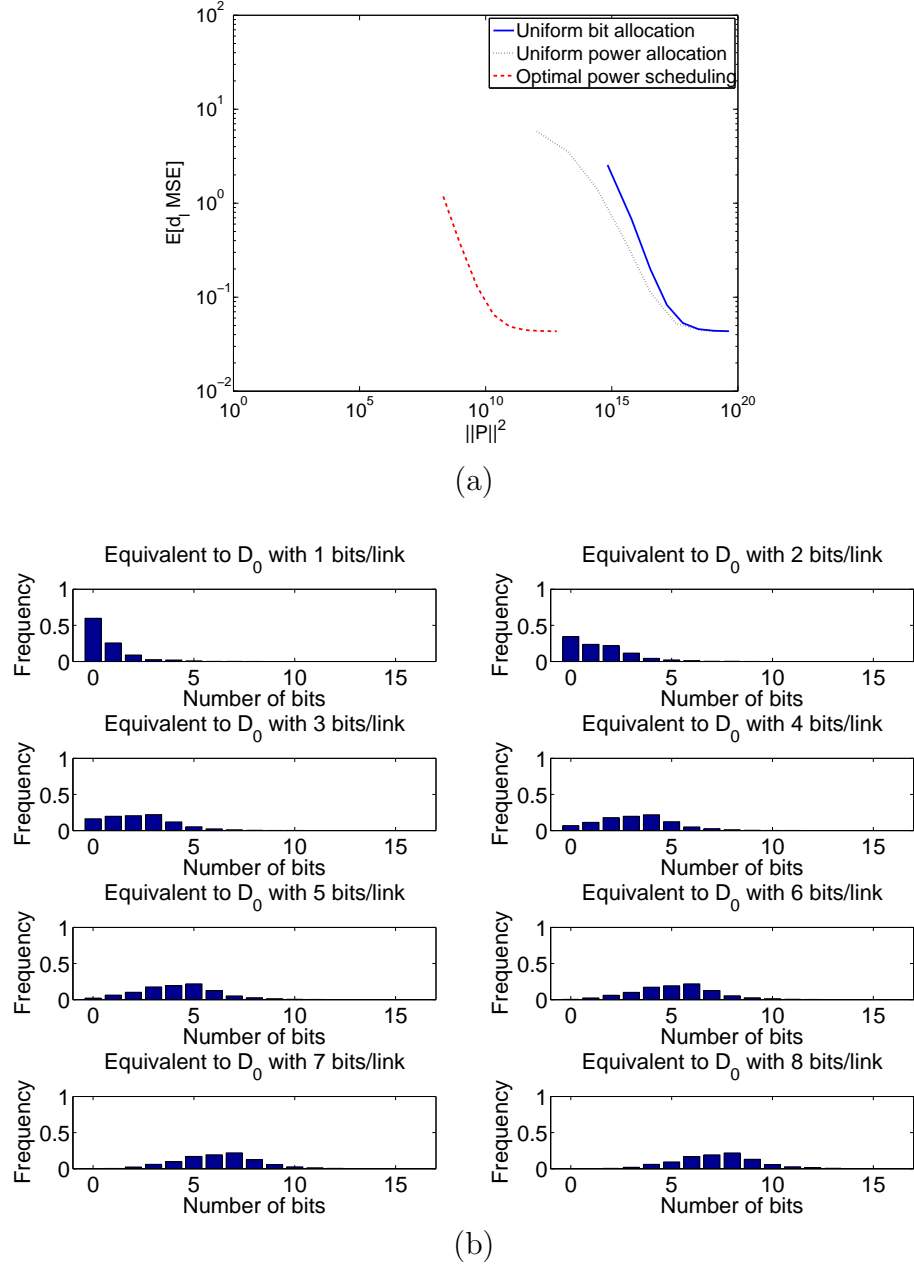 10^2
10^1
10^0
10^-1
10^-2
E[d_l MSE]
Uniform bit allocation
Uniform power allocation
Optimal power scheduling
10^0 10^5 10^10 10^15 10^20
||P||^2
(a)
Equivalent to D_0 with 1 bits/link
Frequency
1
0.5
0
0 5 10 15
Number of bits
Equivalent to D_0 with 2 bits/link
Frequency
1
0.5
0
0 5 10 15
Number of bits
Equivalent to D_0 with 3 bits/link
Frequency
1
0.5
0
0 5 10 15
Number of bits
Equivalent to D_0 with 4 bits/link
Frequency
1
0.5
0
0 5 10 15
Number of bits
Equivalent to D_0 with 5 bits/link
Frequency
1
0.5
0
0 5 10 15
Number of bits
Equivalent to D_0 with 6 bits/link
Frequency
1
0.5
0
0 5 10 15
Number of bits
Equivalent to D_0 with 7 bits/link
Frequency
1
0.5
0
0 5 10 15
Number of bits
Equivalent to D_0 with 8 bits/link
Frequency
1
0.5
0
0 5 10 15
Number of bits
(b)